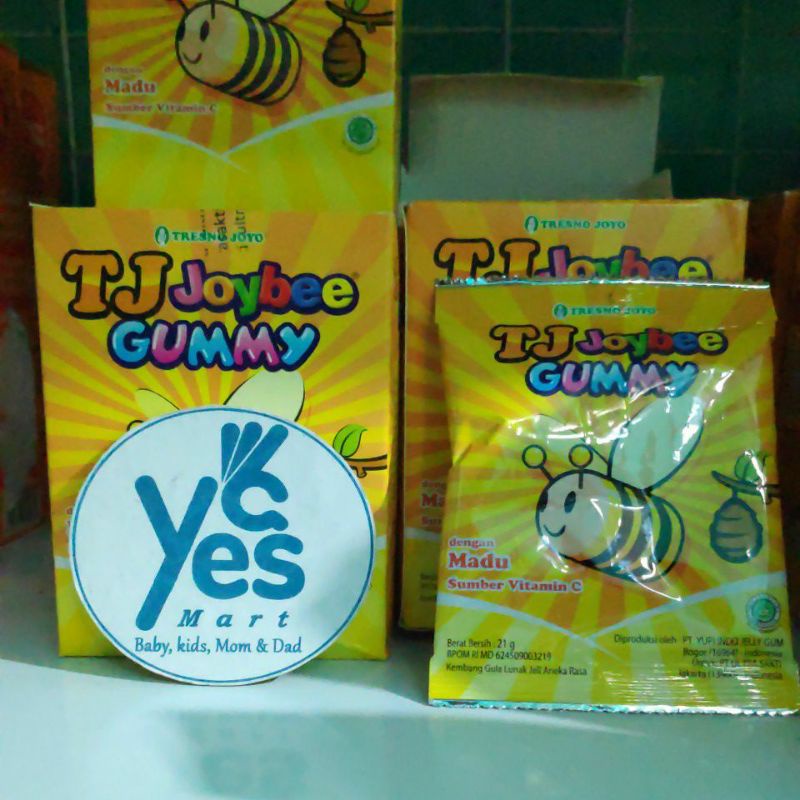 dengan
Madu
Sumber Vitamin C
TRESNO JOYO
TJ Joybee
GUMMY
Yes
Mart
Baby, kids, Mom & Dad
TRESNO JOYO
TJ Joybee
TRESNO JOYO
TJ Joybee
GUMMY
dengan
Madu
Sumber Vitamin C
Berat Bersih : 21 g
BPOM RI MD 624509003219
Kembang Gula Lunak Jeli Aneka Rasa
Diproduksi oleh : PT YUPI INDO JELLY GUM
Bogor 16964 - Indonesia